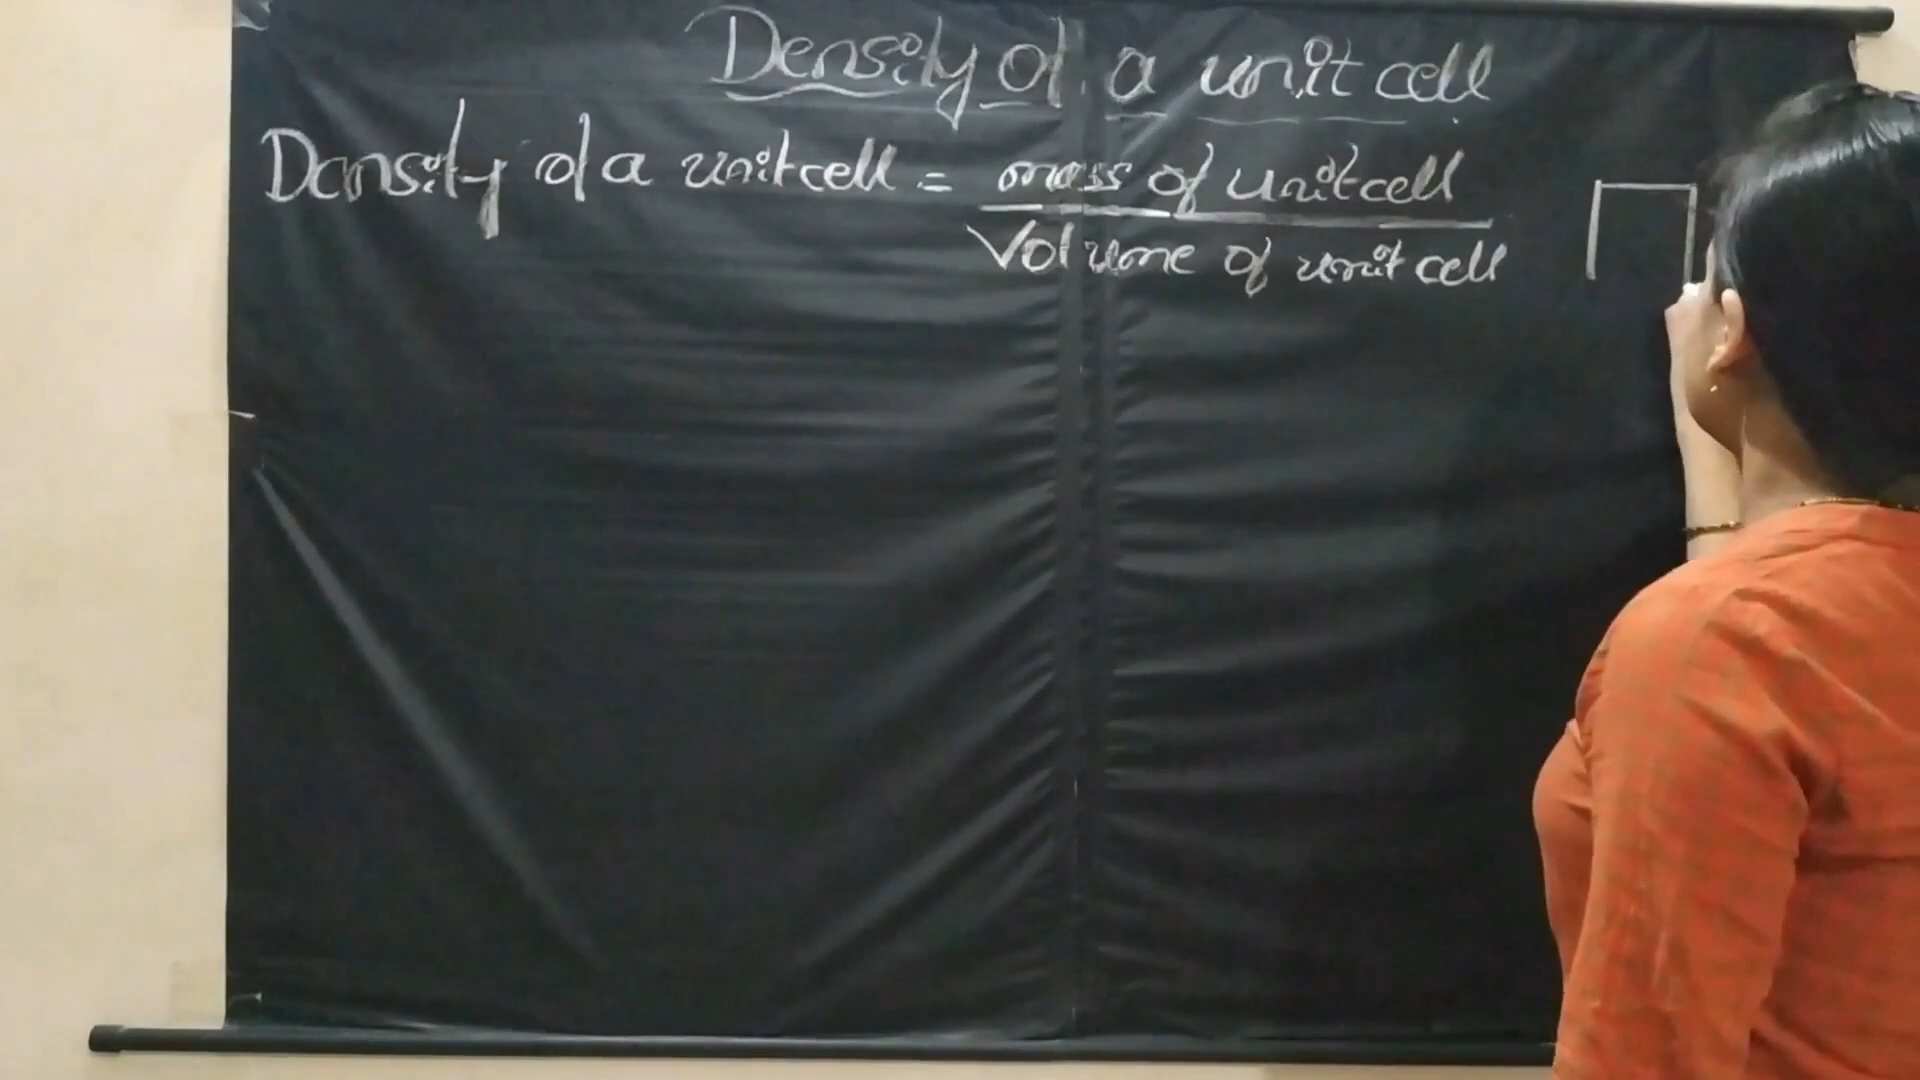 Density of a unit cell
Density of a unit cell = mass of unit cell
Volume of unit cell